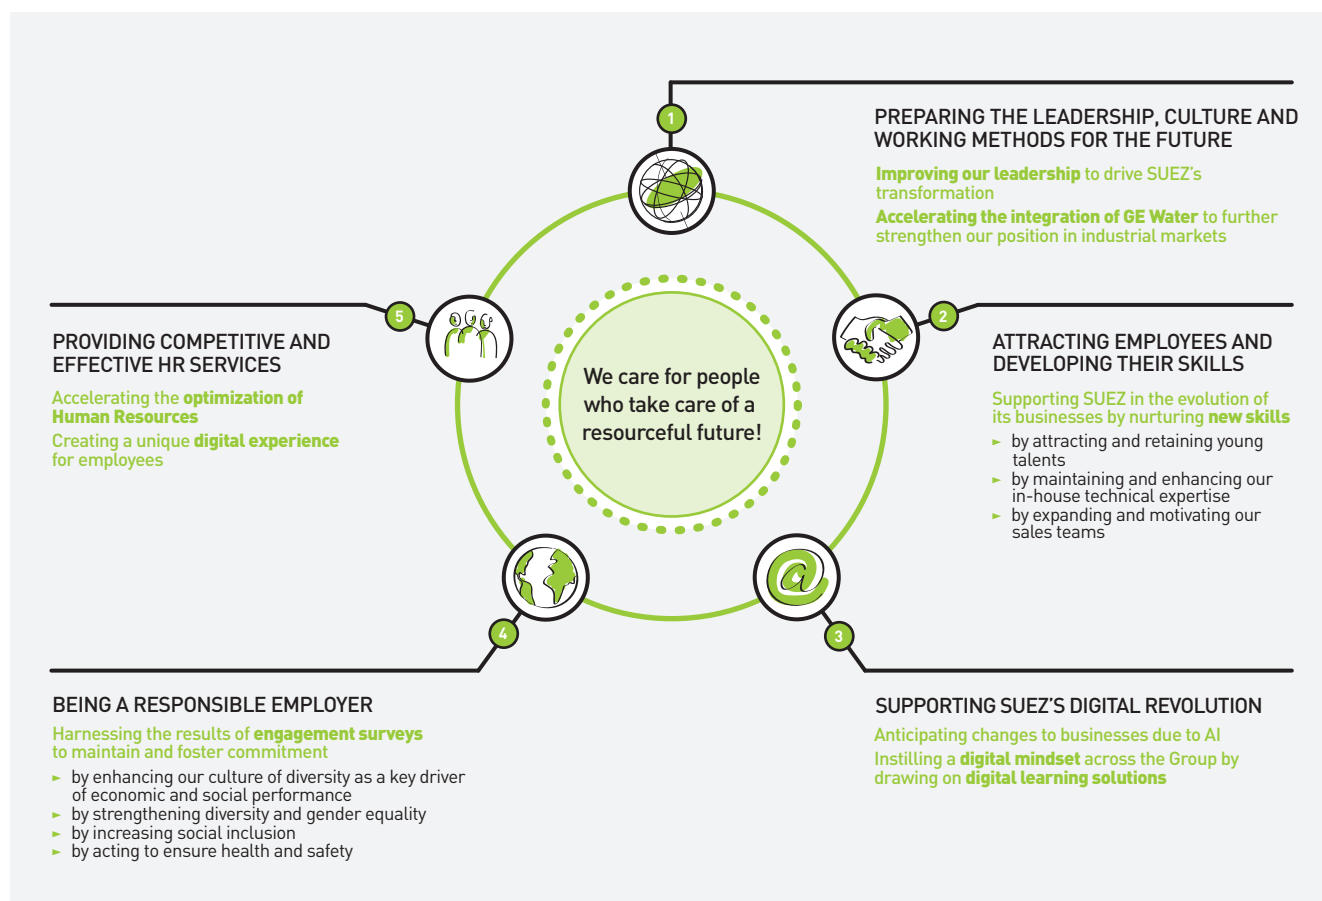 1
PREPARING THE LEADERSHIP, CULTURE AND
WORKING METHODS FOR THE FUTURE
Improving our leadership to drive SUEZ's
transformation
Accelerating the integration of GE Water to further
strengthen our position in industrial markets
2
ATTRACTING EMPLOYEES AND
DEVELOPING THEIR SKILLS
Supporting SUEZ in the evolution of
its businesses by nurturing new skills
► by attracting and retaining young
talents
► by maintaining and enhancing our
in-house technical expertise
► by expanding and motivating our
sales teams
3
SUPPORTING SUEZ'S DIGITAL REVOLUTION
Anticipating changes to businesses due to AI
Instilling a digital mindset across the Group by
drawing on digital learning solutions
4
BEING A RESPONSIBLE EMPLOYER
Harnessing the results of engagement surveys
to maintain and foster commitment
► by enhancing our culture of diversity as a key driver
of economic and social performance
► by strengthening diversity and gender equality
► by increasing social inclusion
► by acting to ensure health and safety
5
PROVIDING COMPETITIVE AND
EFFECTIVE HR SERVICES
Accelerating the optimization of
Human Resources
Creating a unique digital experience
for employees
We care for people
who take care of a
resourceful future!
@